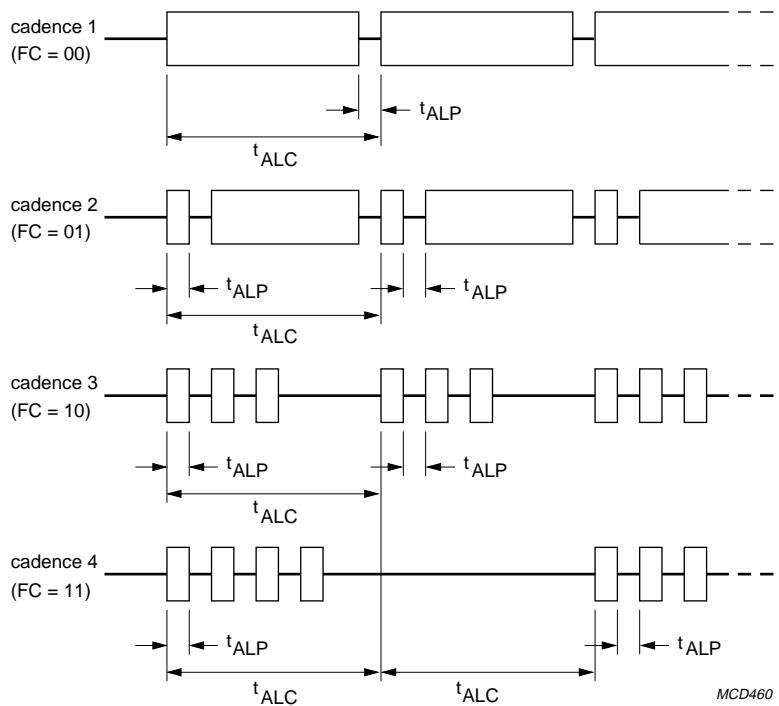 cadence 1
(FC = 00)
tALP
tALC
cadence 2
(FC = 01)
tALP
tALP
tALC
cadence 3
(FC = 10)
tALP
tALP
tALC
cadence 4
(FC = 11)
tALP
tALP
tALC
tALC
MCD460